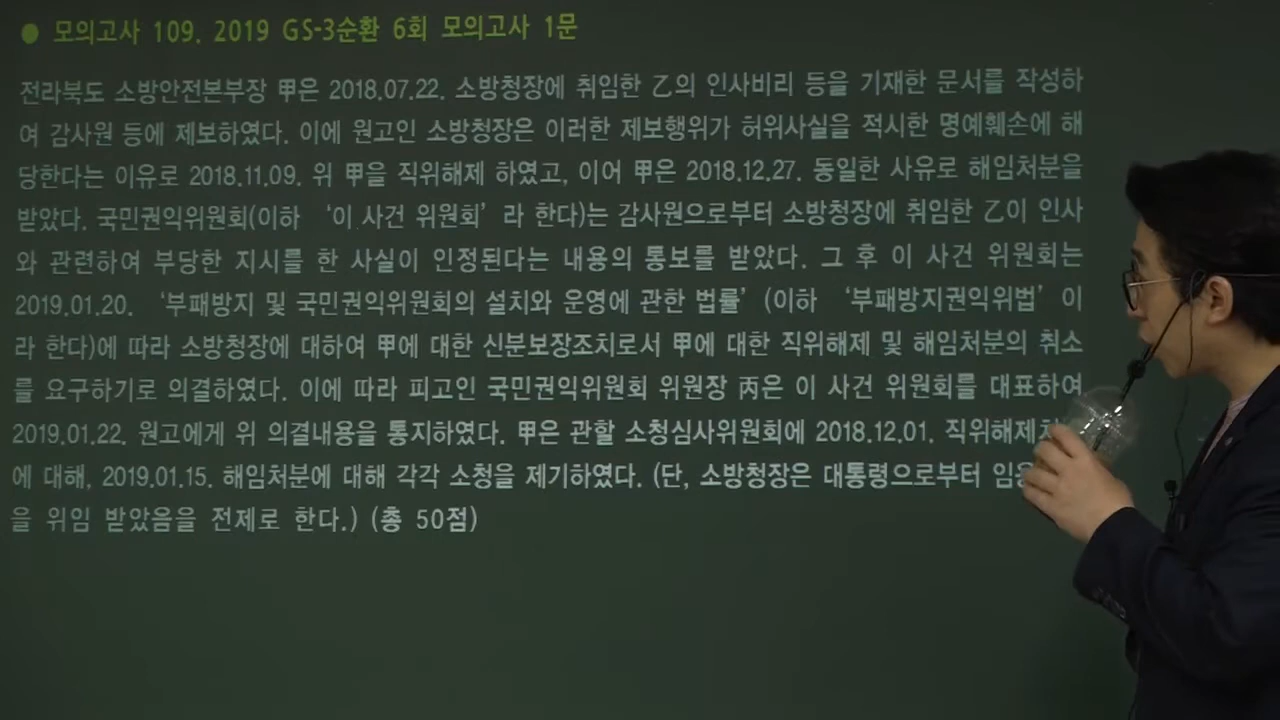 ● 모의고사 109. 2019 GS-3순환 6회 모의고사 1문
전라북도 소방안전본부장 甲은 2018.07.22. 소방청장에 취임한 乙의 인사비리 등을 기재한 문서를 작성하
여 감사원 등에 제보하였다. 이에 원고인 소방청장은 이러한 제보행위가 허위사실을 적시한 명예훼손에 해
당한다는 이유로 2018.11.09. 위 甲을 직위해제 하였고, 이어 甲은 2018.12.27. 동일한 사유로 해임처분을
받았다. 국민권익위원회(이하 ‘이 사건 위원회’라 한다)는 감사원으로부터 소방청장에 취임한 乙이 인사
와 관련하여 부당한 지시를 한 사실이 인정된다는 내용의 통보를 받았다. 그 후 이 사건 위원회는
2019.01.20. ‘부패방지 및 국민권익위원회의 설치와 운영에 관한 법률’(이하 ‘부패방지권익위법’이
라 한다)에 따라 소방청장에 대하여 甲에 대한 신분보장조치로서 甲에 대한 직위해제 및 해임처분의 취소
를 요구하기로 의결하였다. 이에 따라 피고인 국민권익위원회 위원장 丙은 이 사건 위원회를 대표하여
2019.01.22. 원고에게 위 의결내용을 통지하였다. 甲은 관할 소청심사위원회에 2018.12.01. 직위해제
에 대해, 2019.01.15. 해임처분에 대해 각각 소청을 제기하였다. (단, 소방청장은 대통령으로부터
을 위임 받았음을 전제로 한다.) (총 50점)